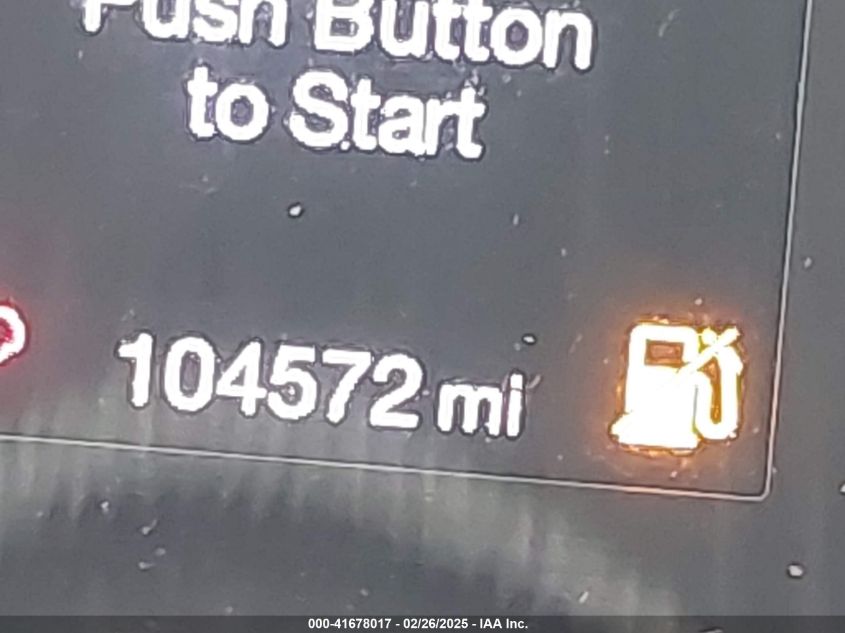 Push Button
to Start
104572 mi
000-41678017 - 02/26/2025 - IAA Inc.